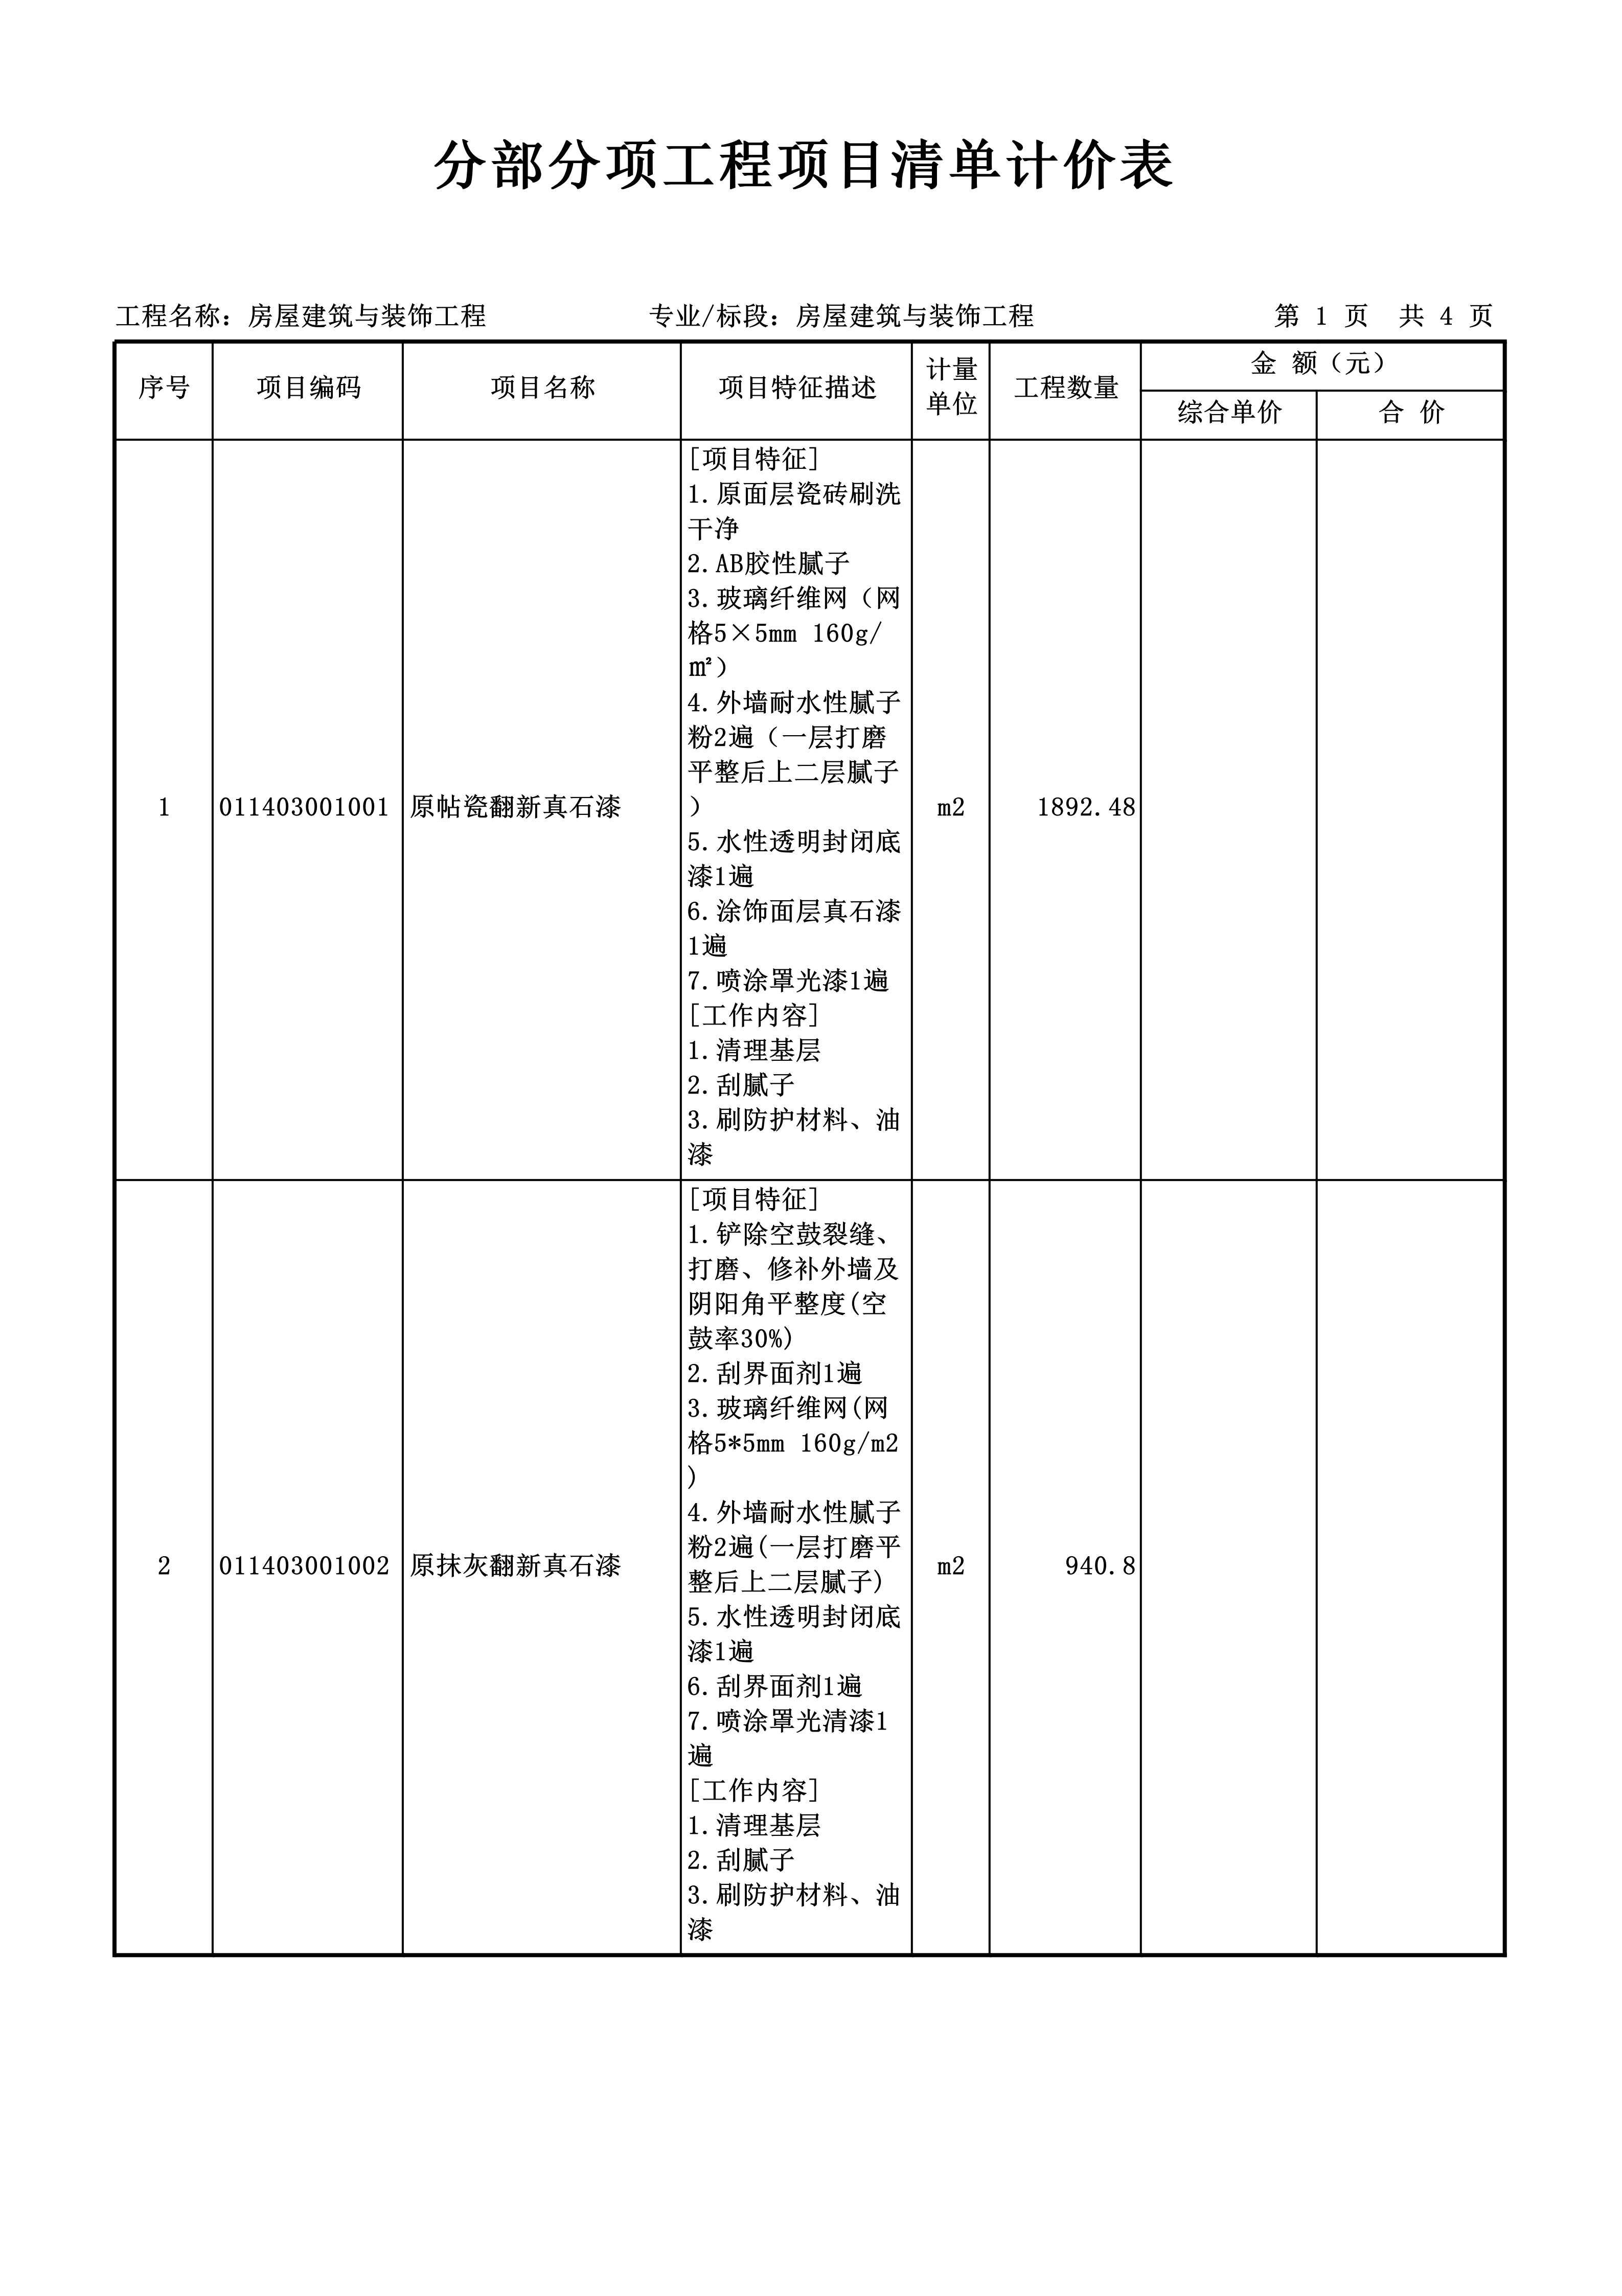 分部分项工程项目清单计价表
工程名称：房屋建筑与装饰工程 专业/标段：房屋建筑与装饰工程 第 1 页 共 4 页
序号 项目编码 项目名称 项目特征描述 计量单位 工程数量 金 额（元）
综合单价 合 价
[项目特征]
1.原面层瓷砖刷洗
干净
2.AB胶性腻子
3.玻璃纤维网（网
格5×5mm 160g/
㎡）
4.外墙耐水性腻子
粉2遍（一层打磨
平整后上二层腻子
）
1 011403001001 原帖瓷翻新真石漆 m2 1892.48
5.水性透明封闭底
漆1遍
6.涂饰面层真石漆
1遍
7.喷涂罩光漆1遍
[工作内容]
1.清理基层
2.刮腻子
3.刷防护材料、油
漆
[项目特征]
1.铲除空鼓裂缝、
打磨、修补外墙及
阴阳角平整度(空
鼓率30%)
2.刮界面剂1遍
3.玻璃纤维网(网
格5*5mm 160g/m2
)
4.外墙耐水性腻子
粉2遍(一层打磨平
整后上二层腻子)
2 011403001002 原抹灰翻新真石漆 m2 940.8
5.水性透明封闭底
漆1遍
6.刮界面剂1遍
7.喷涂罩光清漆1
遍
[工作内容]
1.清理基层
2.刮腻子
3.刷防护材料、油
漆